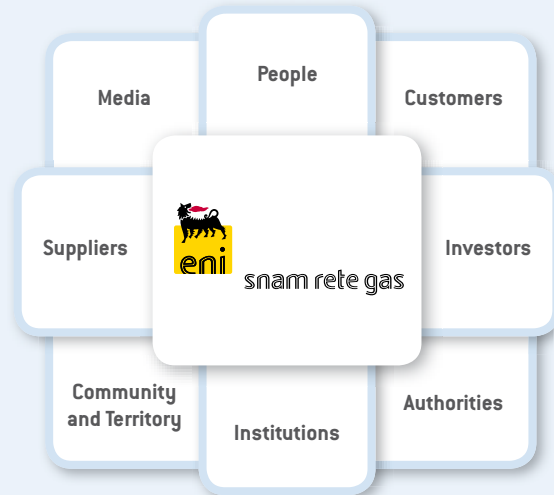 People
Media
Customers
Suppliers
eni
snam rete gas
Investors
Community
and Territory
Institutions
Authorities